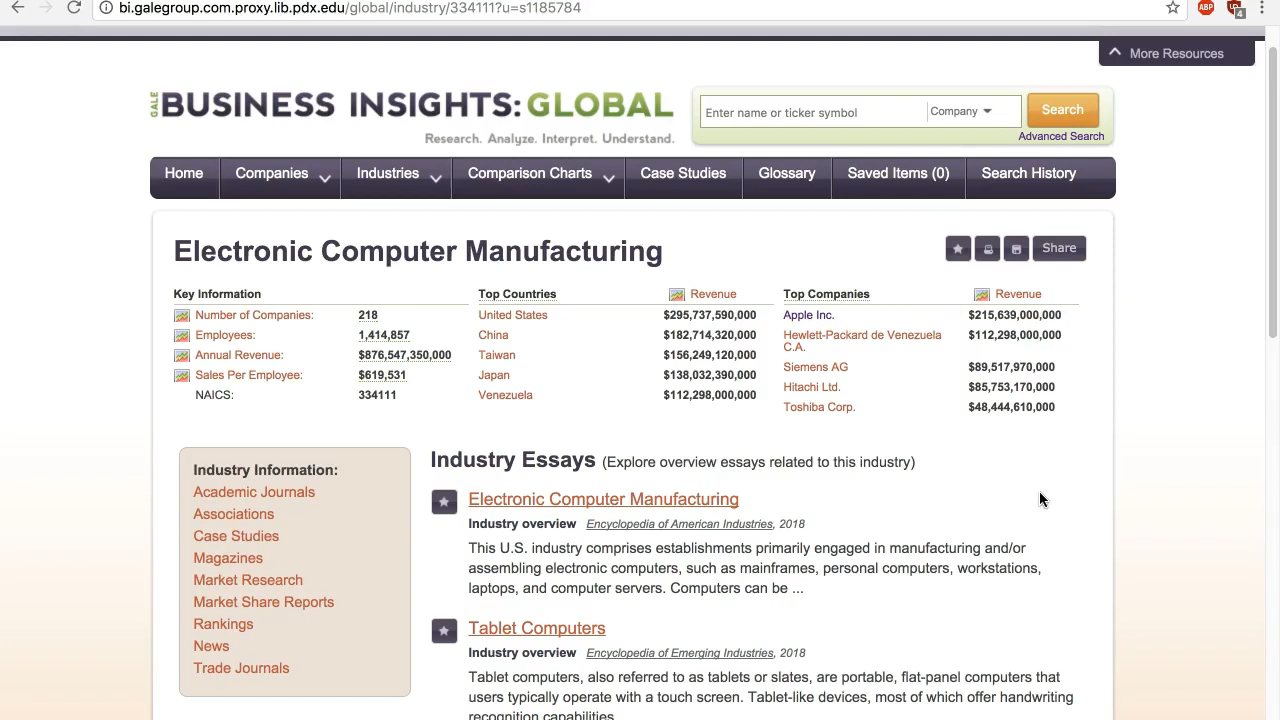 bi.galegroup.com.proxy.lib.pdx.edu/global/industry/334111?u=s1185784
ABP
4
More Resources
GALE BUSINESS INSIGHTS: GLOBAL
Research. Analyze. Interpret. Understand.
Enter name or ticker symbol
Company
Search
Advanced Search
Home
Companies
Industries
Comparison Charts
Case Studies
Glossary
Saved Items (0)
Search History
Electronic Computer Manufacturing
Share
Key Information
Number of Companies: 218
Employees: 1,414,857
Annual Revenue: $876,547,350,000
Sales Per Employee: $619,531
NAICS: 334111
Top Countries Revenue
United States $295,737,590,000
China $182,714,320,000
Taiwan $156,249,120,000
Japan $138,032,390,000
Venezuela $112,298,000,000
Top Companies Revenue
Apple Inc. $215,639,000,000
Hewlett-Packard de Venezuela $112,298,000,000
C.A.
Siemens AG $89,517,970,000
Hitachi Ltd. $85,753,170,000
Toshiba Corp. $48,444,610,000
Industry Information:
Academic Journals
Associations
Case Studies
Magazines
Market Research
Market Share Reports
Rankings
News
Trade Journals
Industry Essays (Explore overview essays related to this industry)
Electronic Computer Manufacturing
Industry overview Encyclopedia of American Industries, 2018
This U.S. industry comprises establishments primarily engaged in manufacturing and/or
assembling electronic computers, such as mainframes, personal computers, workstations,
laptops, and computer servers. Computers can be ...
Tablet Computers
Industry overview Encyclopedia of Emerging Industries, 2018
Tablet computers, also referred to as tablets or slates, are portable, flat-panel computers that
users typically operate with a touch screen. Tablet-like devices, most of which offer handwriting
recognition capabilities